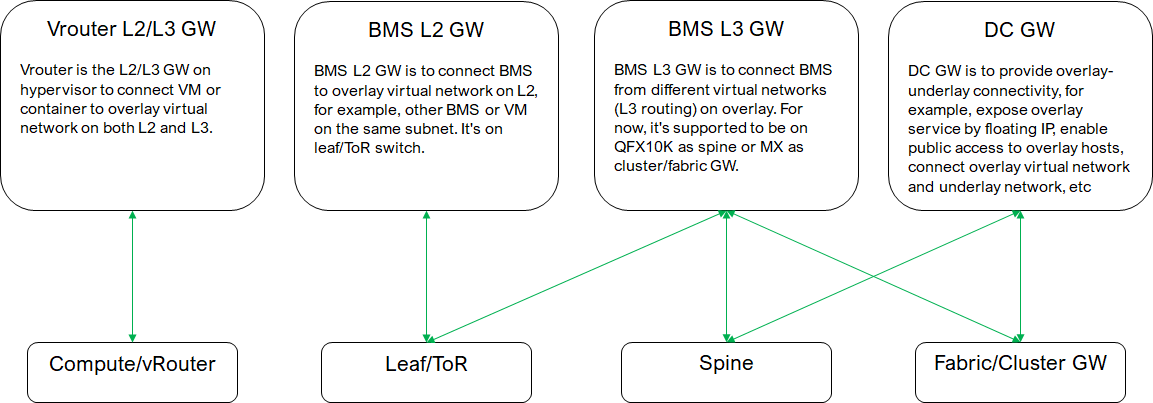 Vrouter L2/L3 GW
Vrouter is the L2/L3 GW on
hypervisor to connect VM or
container to overlay virtual
network on both L2 and L3.
BMS L2 GW
BMS L2 GW is to connect BMS
to overlay virtual network on L2,
for example, other BMS or VM
on the same subnet. It's on
leaf/ToR switch.
BMS L3 GW
BMS L3 GW is to connect BMS
from different virtual networks
(L3 routing) on overlay. For
now, it's supported to be on
QFX10K as spine or MX as
cluster/fabric GW.
DC GW
DC GW is to provide overlay-
underlay connectivity, for
example, expose overlay
service by floating IP, enable
public access to overlay hosts,
connect overlay virtual network
and underlay network, etc
Compute/vRouter
Leaf/ToR
Spine
Fabric/Cluster GW